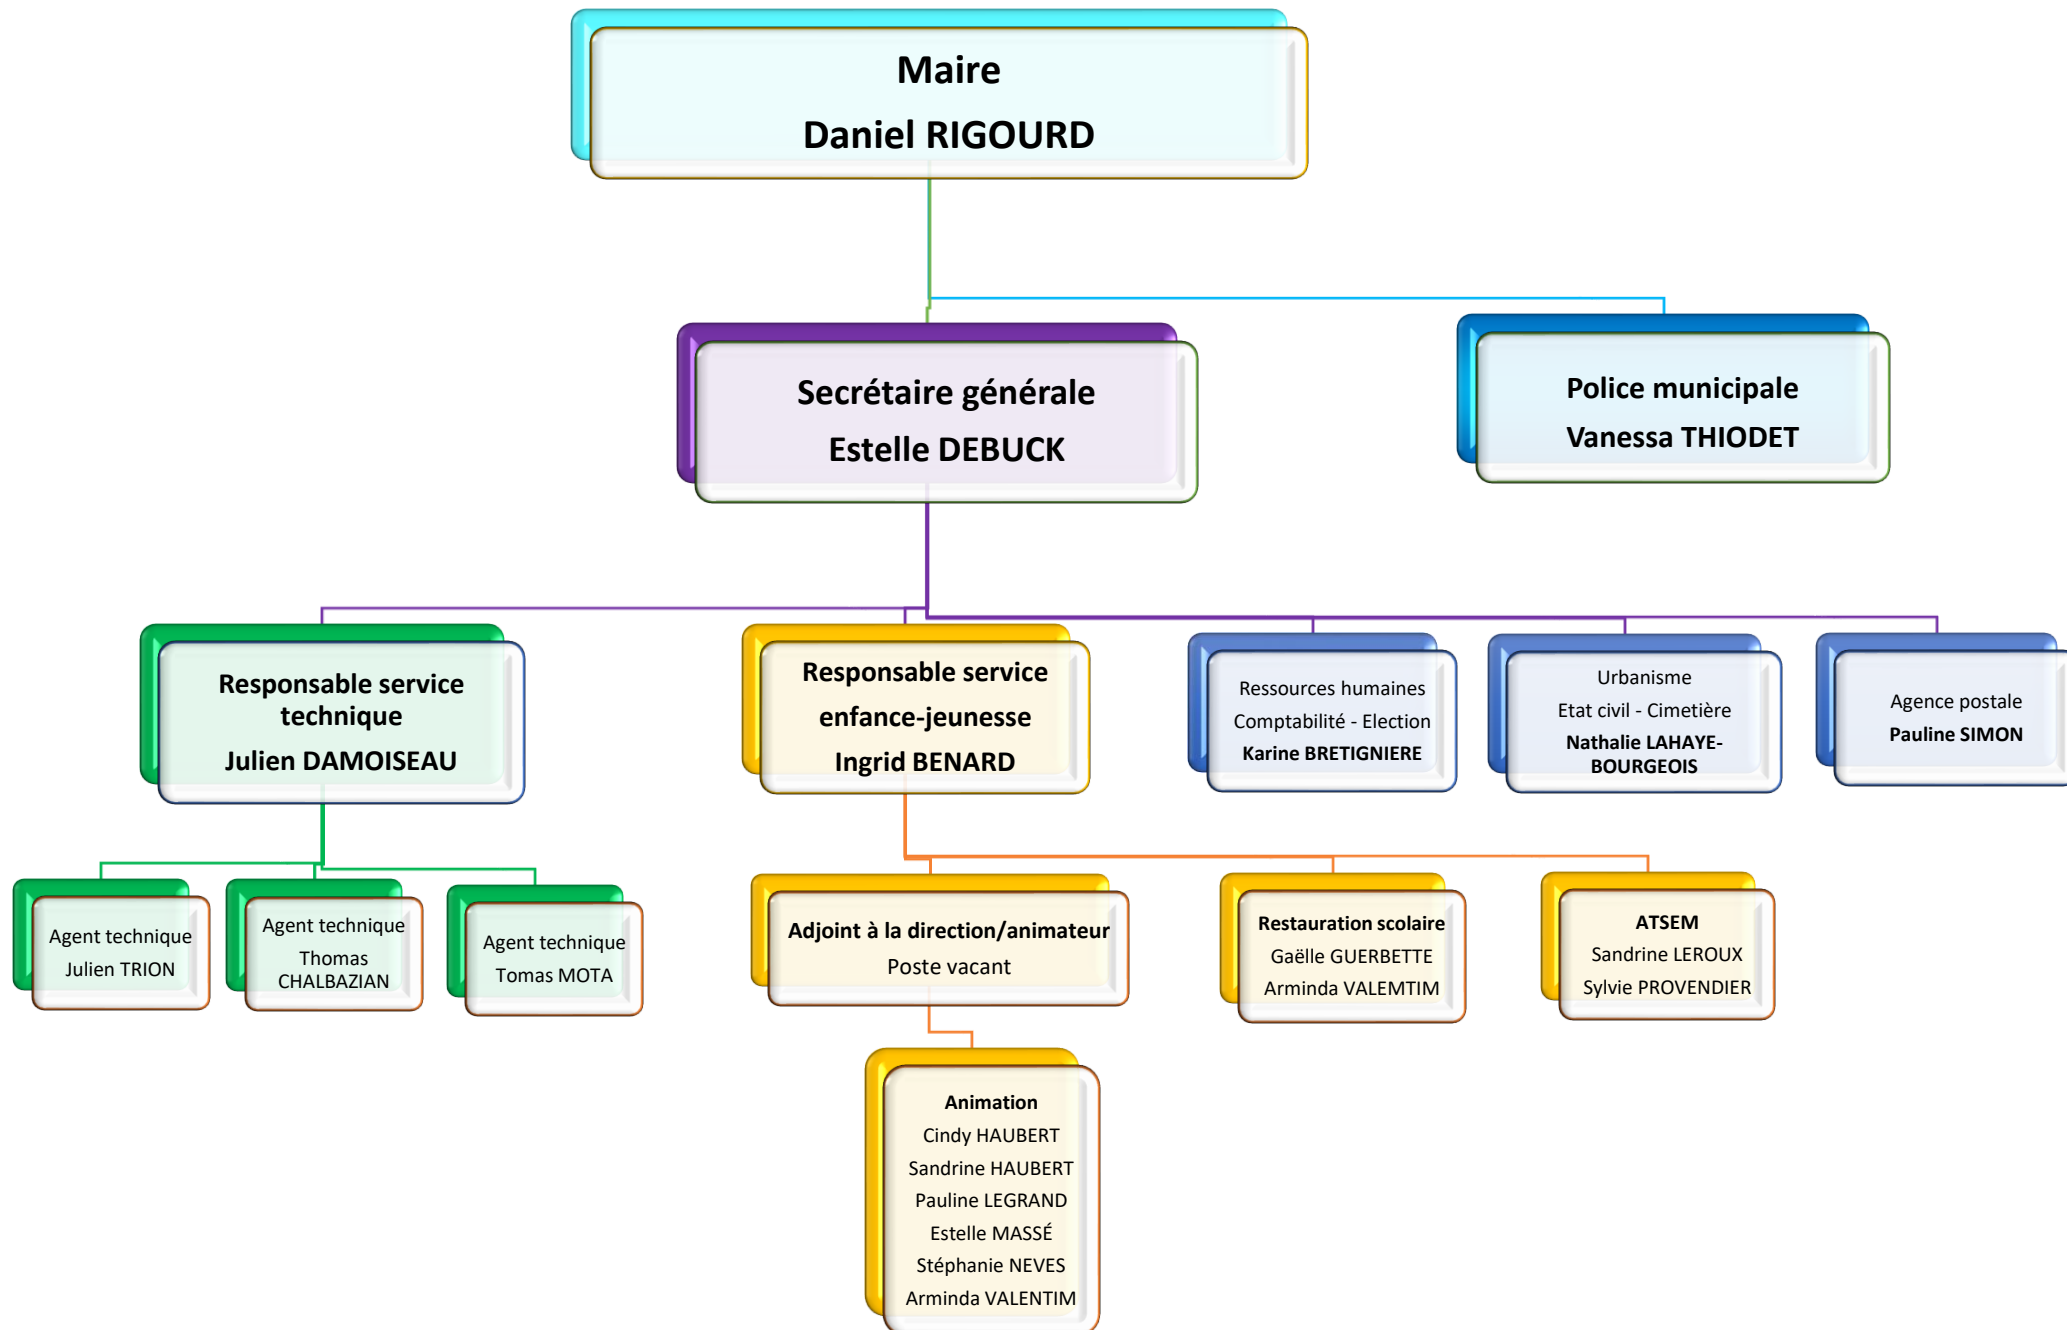 Maire
Daniel RIGOURD
Secrétaire générale
Estelle DEBUCK
Police municipale
Vanessa THIODET
Responsable service
technique
Julien DAMOISEAU
Responsable service
enfance-jeunesse
Ingrid BENARD
Ressources humaines
Comptabilité - Election
Karine BRETIGNIERE
Urbanisme
Etat civil - Cimetière
Nathalie LAHAYE-
BOURGEOIS
Agence postale
Pauline SIMON
Agent technique
Julien TRION
Agent technique
Thomas
CHALBAZIAN
Agent technique
Tomas MOTA
Adjoint à la direction/animateur
Poste vacant
Restauration scolaire
Gaëlle GUERBETTE
Arminda VALEMTIM
ATSEM
Sandrine LEROUX
Sylvie PROVENDIER
Animation
Cindy HAUBERT
Sandrine HAUBERT
Pauline LEGRAND
Estelle MASSÉ
Stéphanie NEVES
Arminda VALENTIM